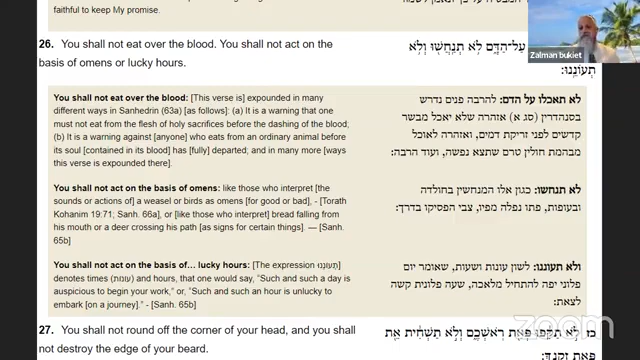 faithful to keep My promise.
26. You shall not eat over the blood. You shall not act on the
basis of omens or lucky hours.
עַל־הַדָּ֑ם לֹ֥א תְנַֽחֲשׁ֖וּ וְלֹ֥א
תְעוֹנֵֽנוּ:
Zalman bukiet
You shall not eat over the blood: [This verse is] expounded in many
different ways in Sanhedrin (63a) [as follows]: (a) It is a warning that one
must not eat from the flesh of holy sacrifices before the dashing of the blood;
(b) It is a warning against [anyone] who eats from an ordinary animal before
its soul [contained in its blood] has [fully] departed; and in many more [ways
this verse is expounded there].
לא תאכלו על הדם: להרבה פנים נדרש
בסנהדרין (סג א) אזהרה שלא יאכל מבשר
קדשים לפני זריקת דמים, ואזהרה לאוכל
מבהמת חולין טרם שתצא נפשה, ועוד הרבה:
You shall not act on the basis of omens: like those who interpret [the
sounds or actions of] a weasel or birds as omens [for good or bad], - [Torath
Kohanim 19:71; Sanh. 66a], or [like those who interpret] bread falling from
his mouth or a deer crossing his path [as signs for certain things]. — [Sanh.
65b]
לא תנחשו: כגון אלו המנחשין בחולדה
ובעופות, פתו נפלה מפיו, צבי הפסיקו בדרך:
You shall not act on the basis of… lucky hours: [The expression תְעוֹנֵנוּ]
denotes times (עוֹנוֹת) and hours, that one would say, “Such and such a day is
auspicious to begin your work,” or, “Such and such an hour is unlucky to
embark [on a journey].” - [Sanh. 65b]
ולא תעוננו: לשון עונות ושעות, שאומר יום
פלוני יפה להתחיל מלאכה, שעה פלונית קשה
לצאת:
27. You shall not round off the corner of your head, and you shall
not destroy the edge of your beard.
כז לֹ֣א תַקִּ֔פוּ פְּאַ֖ת רֹֽאשְׁכֶ֑ם וְלֹ֣א תַשְׁחִ֔ית אֵ֖ת
פְּאַ֥ת זְקָנֶֽךָ:
zoom